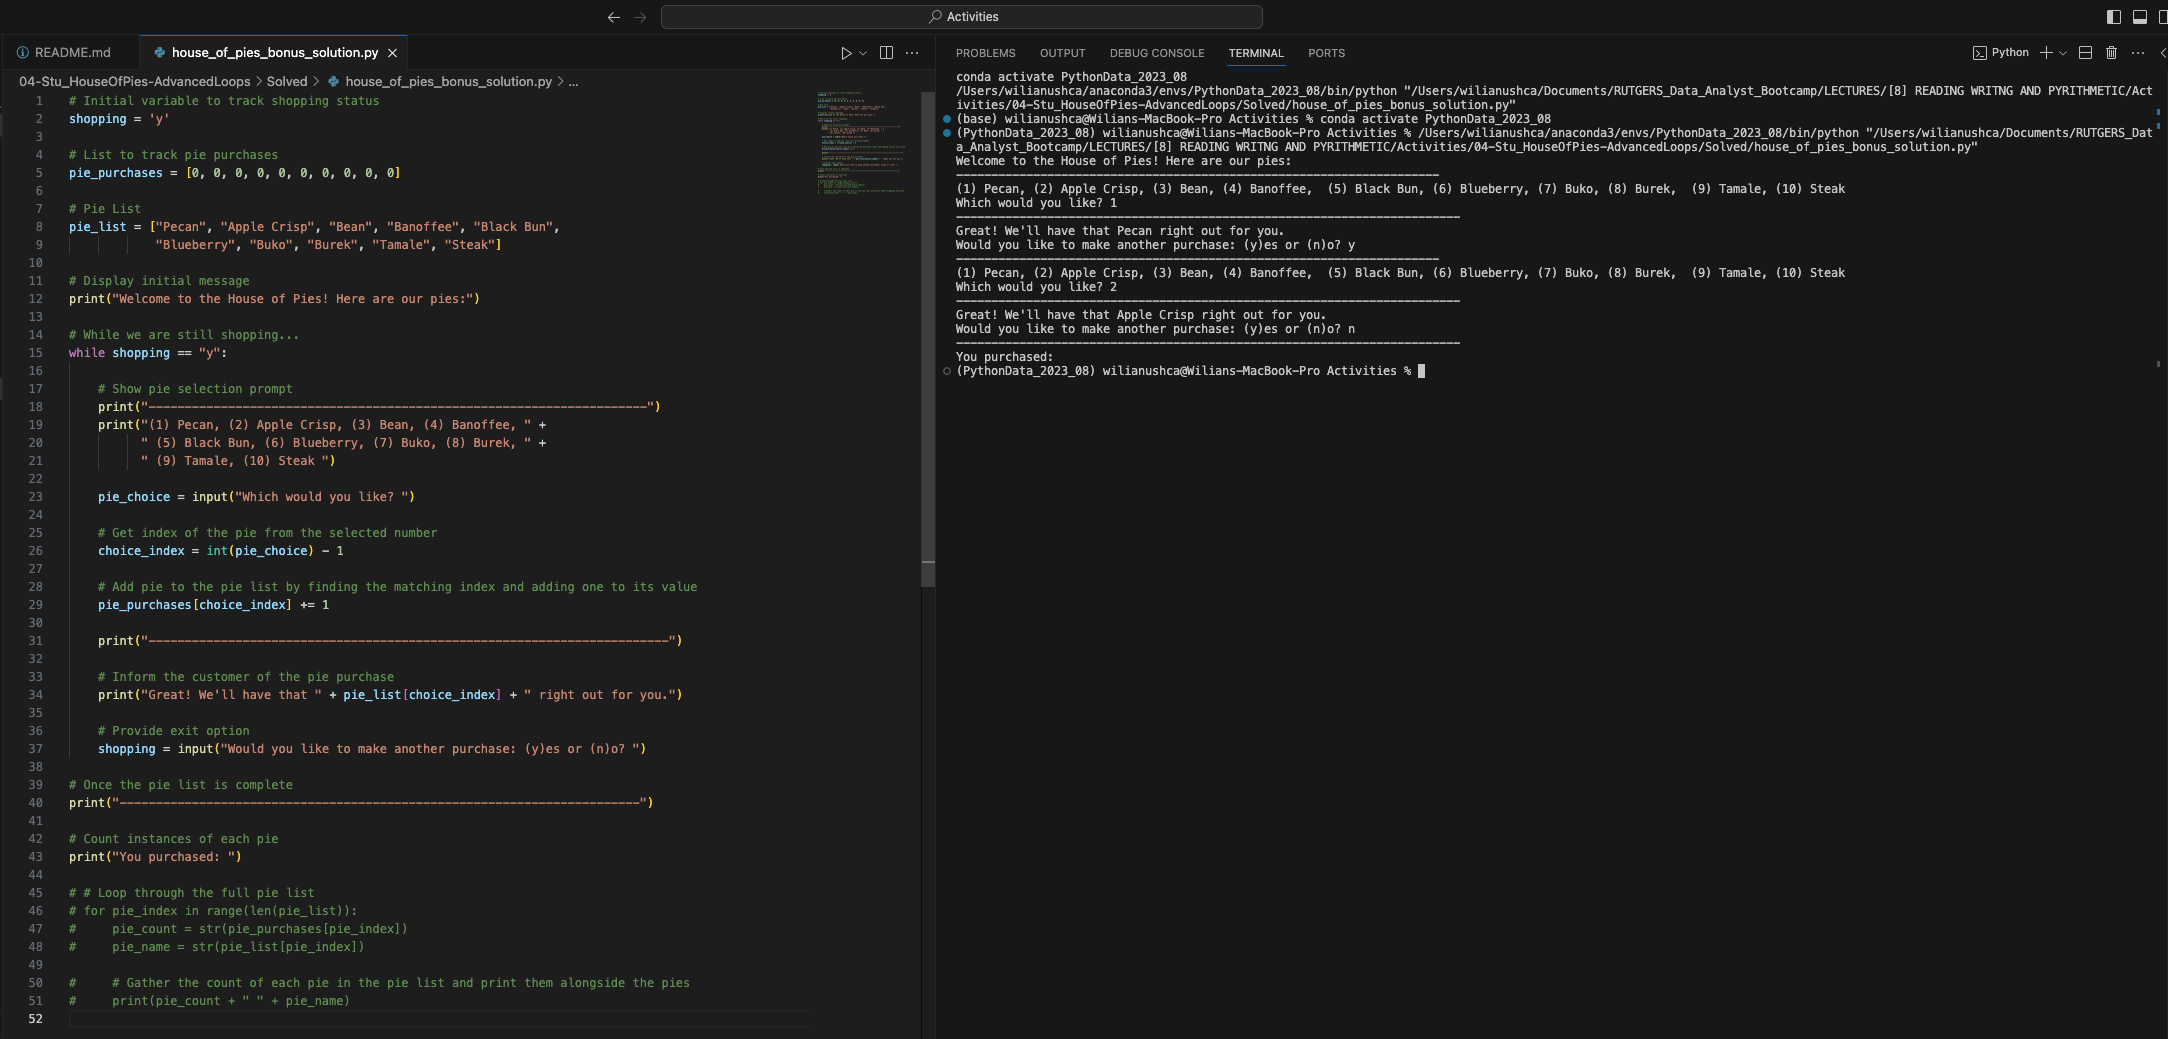 Activities
README.md
house_of_pies_bonus_solution.py
04-Stu_HouseOfPies-AdvancedLoops > Solved > house_of_pies_bonus_solution.py > ...
1 # Initial variable to track shopping status
2 shopping = 'y'
3
4 # List to track pie purchases
5 pie_purchases = [0, 0, 0, 0, 0, 0, 0, 0, 0, 0]
6
7 # Pie List
8 pie_list = ["Pecan", "Apple Crisp", "Bean", "Banoffee", "Black Bun",
9             "Blueberry", "Buko", "Burek", "Tamale", "Steak"]
10
11 # Display initial message
12 print("Welcome to the House of Pies! Here are our pies:")
13
14 # While we are still shopping...
15 while shopping == "y":
16
17     # Show pie selection prompt
18     print("---------------------------------------------------------------------")
19     print("(1) Pecan, (2) Apple Crisp, (3) Bean, (4) Banoffee, " +
20           " (5) Black Bun, (6) Blueberry, (7) Buko, (8) Burek, " +
21           " (9) Tamale, (10) Steak ")
22
23     pie_choice = input("Which would you like? ")
24
25     # Get index of the pie from the selected number
26     choice_index = int(pie_choice) - 1
27
28     # Add pie to the pie list by finding the matching index and adding one to its value
29     pie_purchases[choice_index] += 1
30
31     print("------------------------------------------------------------------------")
32
33     # Inform the customer of the pie purchase
34     print("Great! We'll have that " + pie_list[choice_index] + " right out for you.")
35
36     # Provide exit option
37     shopping = input("Would you like to make another purchase: (y)es or (n)o? ")
38
39 # Once the pie list is complete
40 print("------------------------------------------------------------------------")
41
42 # Count instances of each pie
43 print("You purchased: ")
44
45 # # Loop through the full pie list
46 # for pie_index in range(len(pie_list)):
47 #     pie_count = str(pie_purchases[pie_index])
48 #     pie_name = str(pie_list[pie_index])
49
50 #     # Gather the count of each pie in the pie list and print them alongside the pies
51 #     print(pie_count + " " + pie_name)
52
PROBLEMS OUTPUT DEBUG CONSOLE TERMINAL PORTS
Python
conda activate PythonData_2023_08
/Users/wilianushca/anaconda3/envs/PythonData_2023_08/bin/python "/Users/wilianushca/Documents/RUTGERS_Data_Analyst_Bootcamp/LECTURES/[8] READING WRITNG AND PYRITHMETIC/Act
ivities/04-Stu_HouseOfPies-AdvancedLoops/Solved/house_of_pies_bonus_solution.py"
(base) wilianushca@Wilians-MacBook-Pro Activities % conda activate PythonData_2023_08
(PythonData_2023_08) wilianushca@Wilians-MacBook-Pro Activities % /Users/wilianushca/anaconda3/envs/PythonData_2023_08/bin/python "/Users/wilianushca/Documents/RUTGERS_Dat
a_Analyst_Bootcamp/LECTURES/[8] READING WRITNG AND PYRITHMETIC/Activities/04-Stu_HouseOfPies-AdvancedLoops/Solved/house_of_pies_bonus_solution.py"
Welcome to the House of Pies! Here are our pies:
---------------------------------------------------------------------
(1) Pecan, (2) Apple Crisp, (3) Bean, (4) Banoffee,  (5) Black Bun, (6) Blueberry, (7) Buko, (8) Burek,  (9) Tamale, (10) Steak
Which would you like? 1
------------------------------------------------------------------------
Great! We'll have that Pecan right out for you.
Would you like to make another purchase: (y)es or (n)o? y
---------------------------------------------------------------------
(1) Pecan, (2) Apple Crisp, (3) Bean, (4) Banoffee,  (5) Black Bun, (6) Blueberry, (7) Buko, (8) Burek,  (9) Tamale, (10) Steak
Which would you like? 2
------------------------------------------------------------------------
Great! We'll have that Apple Crisp right out for you.
Would you like to make another purchase: (y)es or (n)o? n
------------------------------------------------------------------------
You purchased:
(PythonData_2023_08) wilianushca@Wilians-MacBook-Pro Activities %